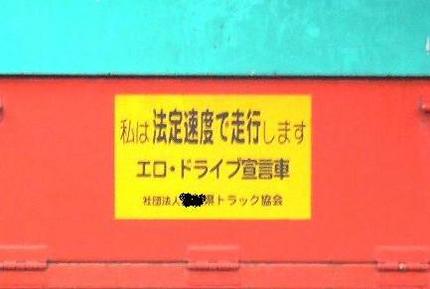 私は法定速度で走行します
エロ・ドライブ宣言車
社団法人 県トラック協会